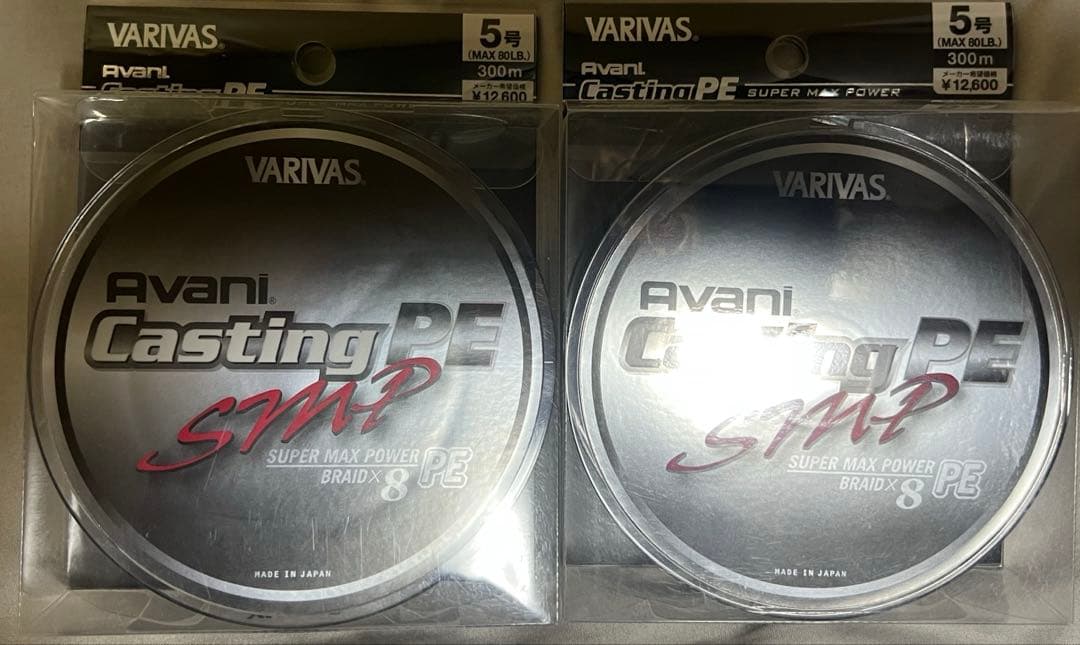 VARIVAS®
Avani
Casting PE
5号
(MAX 80LB.)
300m
メーカー希望価格
¥12,600
VARIVAS®
Avani®
Casting PE
SMP
SUPER MAX POWER
BRAID×8 PE
MADE IN JAPAN
VARIVAS®
Avani
Casting PE SUPER MAX POWER
5号
(MAX 80LB.)
300m
メーカー希望価格
¥12,600
VARIVAS®
Avani
Casting PE
SMP
SUPER MAX POWER
BRAID×8 PE
MADE IN JAPAN